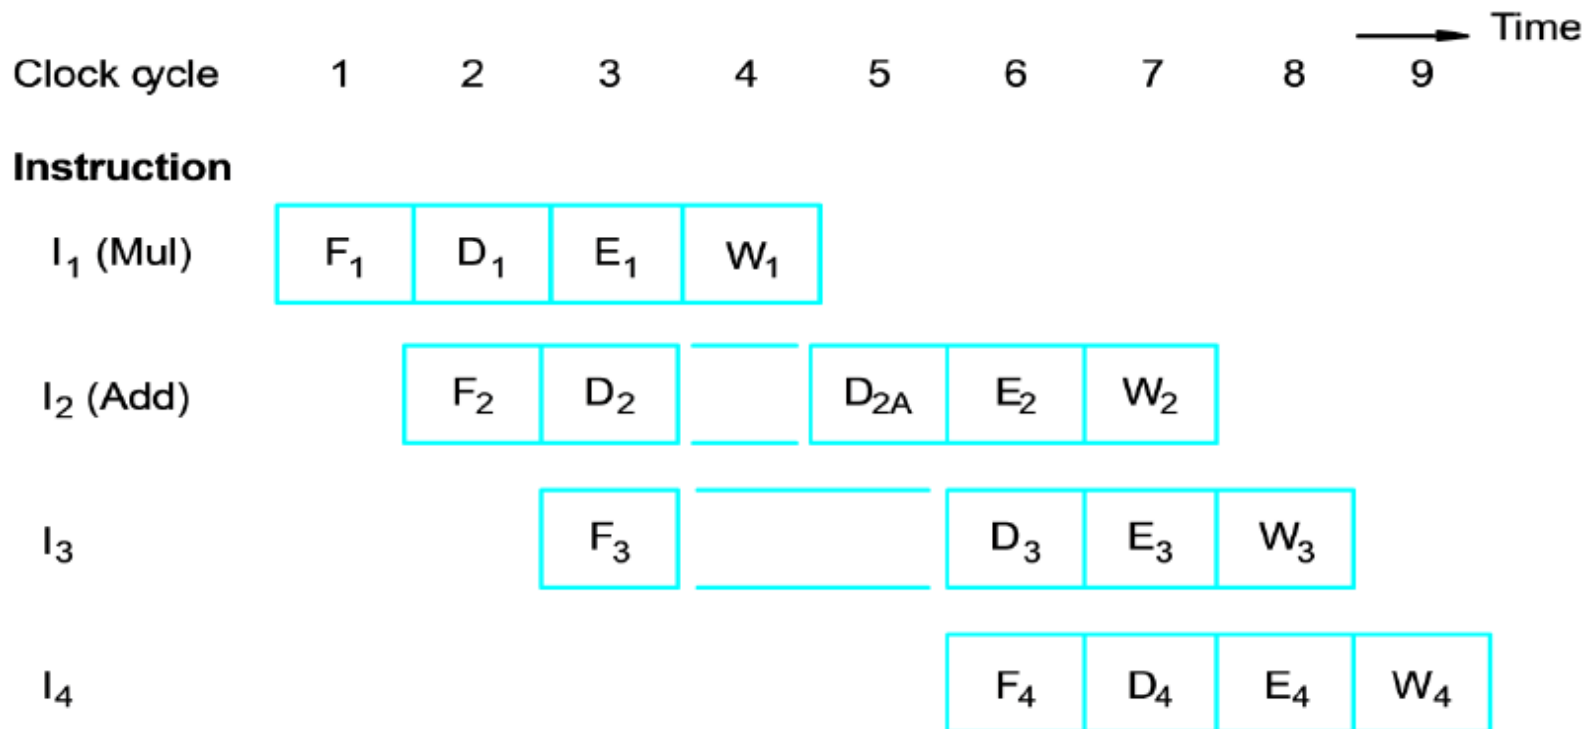 Time
Clock cycle 1 2 3 4 5 6 7 8 9
Instruction
I1 (Mul) F1 D1 E1 W1
I2 (Add) F2 D2 D2A E2 W2
I3 F3 D3 E3 W3
I4 F4 D4 E4 W4